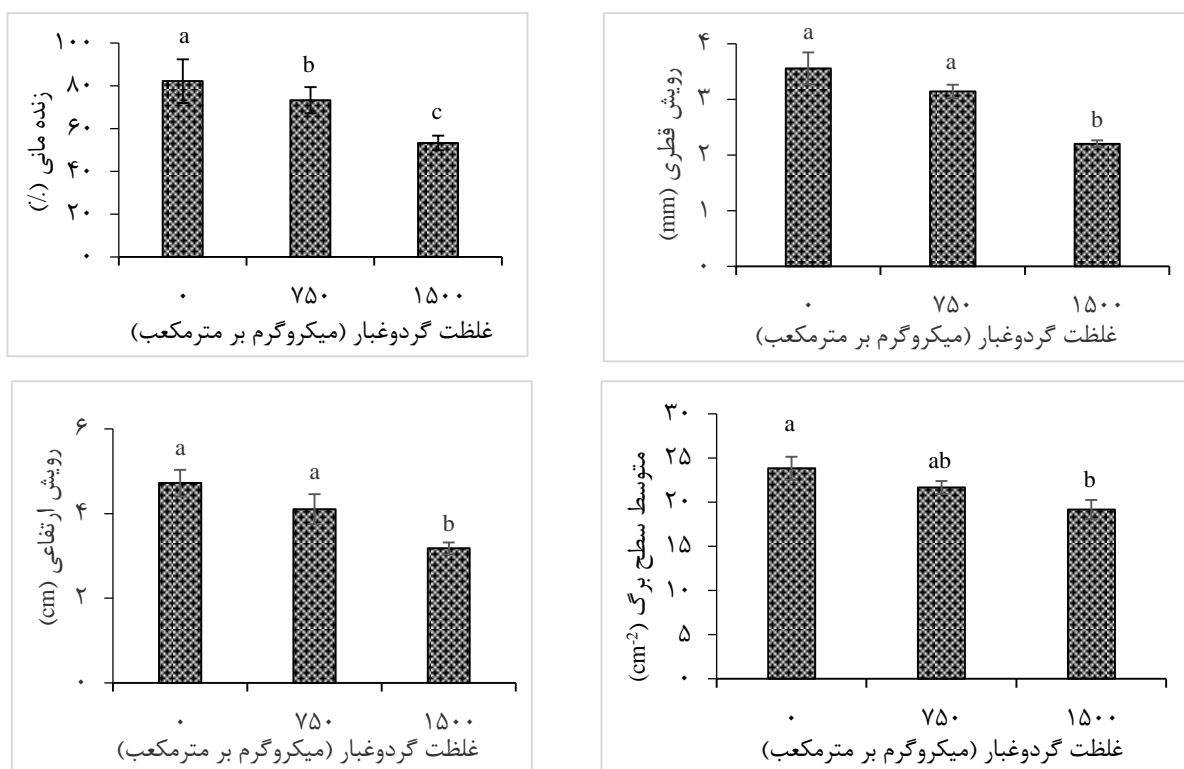 زنده مانی (٪)
۱۰۰
۸۰
۶۰
۴۰
۲۰
۰
a
b
c
۰ ۷۵۰ ۱۵۰۰
غلظت گردوغبار (میکروگرم بر مترمکعب)
رویش قطری (mm)
۴
۳
۲
۱
۰
a
a
b
۰ ۷۵۰ ۱۵۰۰
غلظت گردوغبار (میکروگرم بر مترمکعب)
رویش ارتفاعی (cm)
۶
۴
۲
۰
a
a
b
۰ ۷۵۰ ۱۵۰۰
غلظت گردوغبار (میکروگرم بر مترمکعب)
متوسط سطح برگ (cm⁻²)
۳۰
۲۵
۲۰
۱۵
۱۰
۵
۰
a
ab
b
۰ ۷۵۰ ۱۵۰۰
غلظت گردوغبار (میکروگرم بر مترمکعب)